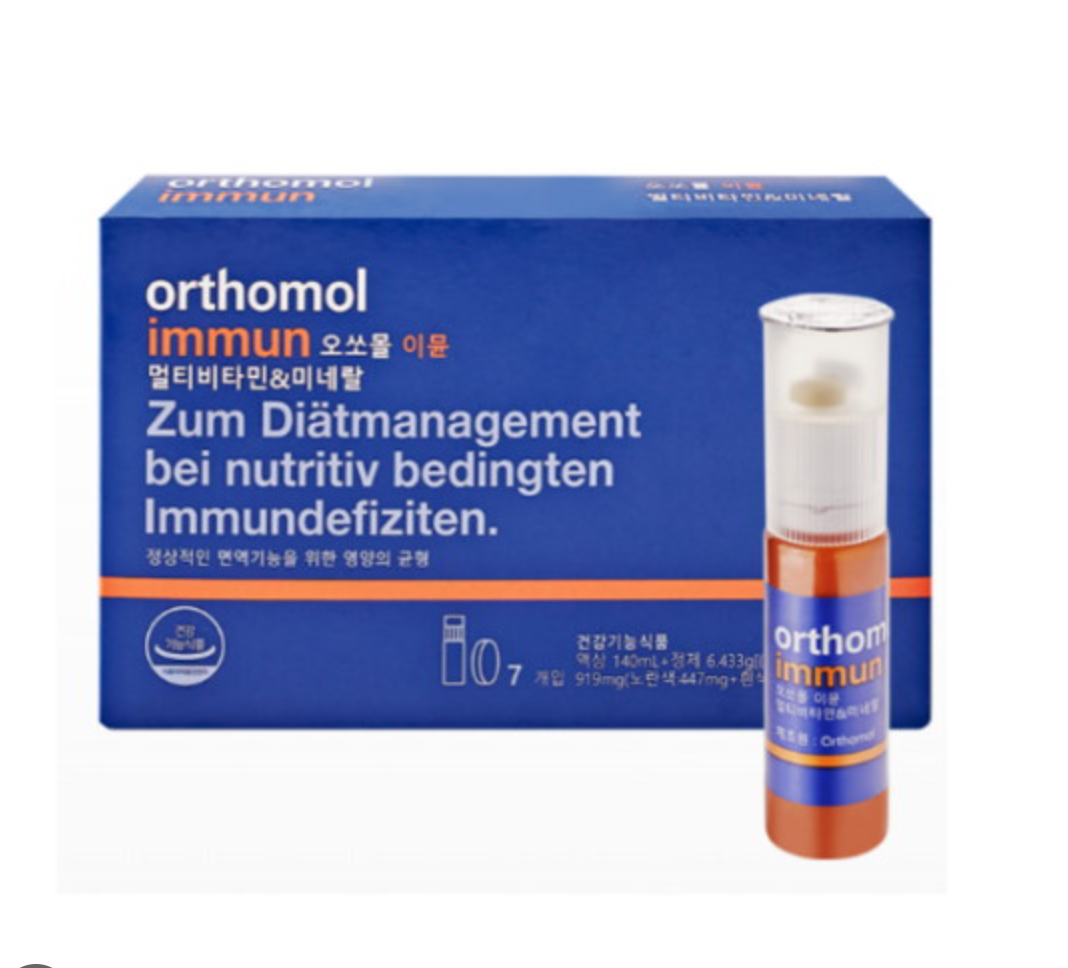 orthomol
immun
오쏘몰 이뮨
멀티비타민&미네랄
orthomol
immun 오쏘몰 이뮨
멀티비타민&미네랄
Zum Diätmanagement
bei nutritiv bedingten
Immundefiziten.
정상적인 면역기능을 위한 영양의 균형
건강
기능식품
7 개입
건강기능식품
액상 140mL+정제 6.433g
919mg(노란색:447mg+흰색
orthom
immun
오쏘몰 이뮨
멀티비타민&미네랄
제조원 : Orthomol